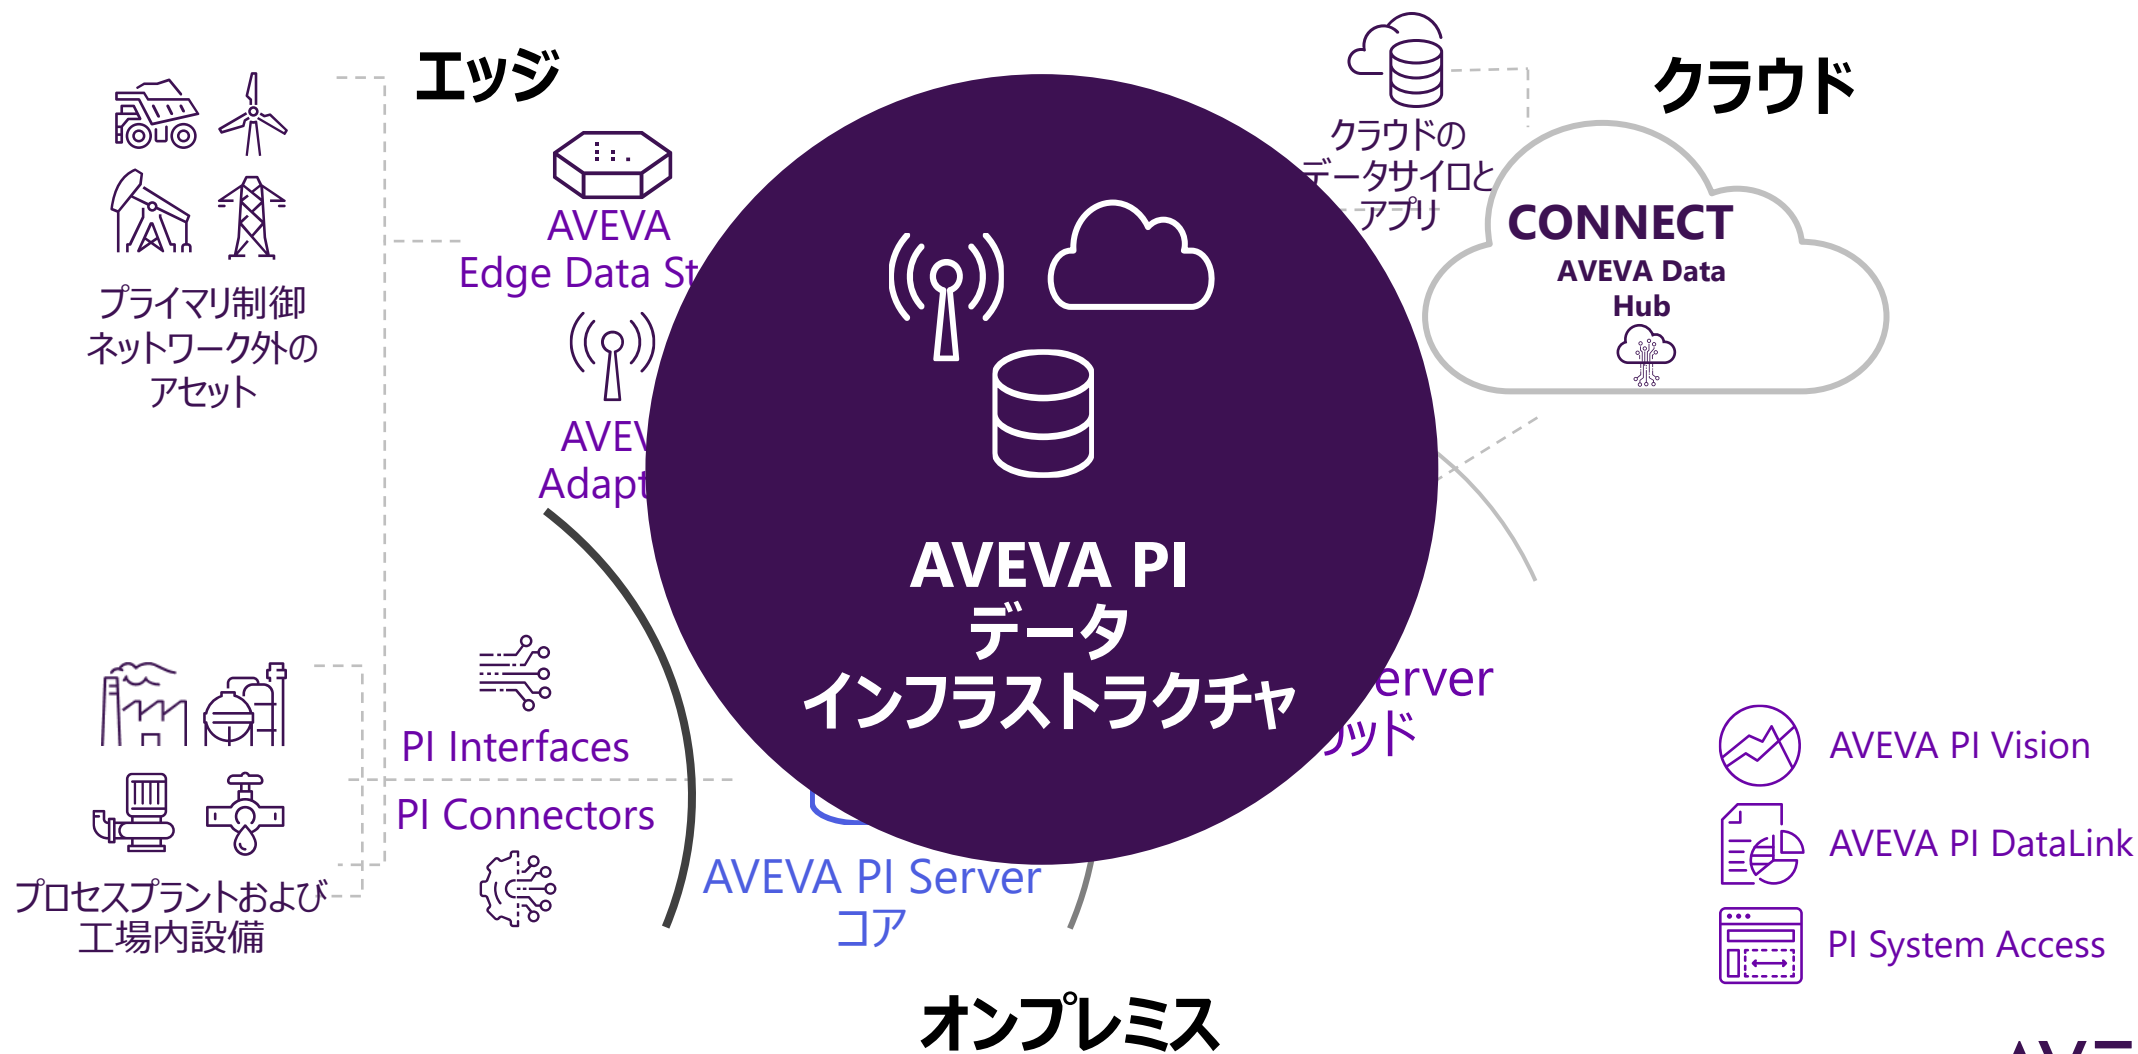 エッジ
クラウド
クラウドの
データサイロと
アプリ
CONNECT
AVEVA Data
Hub
AVEVA
Edge Data St
プライマリ制御
ネットワーク外の
アセット
AVEV
Adapt
AVEVA PI
データ
インフラストラクチャ
erver
ッド
PI Interfaces
PI Connectors
プロセスプラントおよび
工場内設備
AVEVA PI Server
コア
AVEVA PI Vision
AVEVA PI DataLink
PI System Access
オンプレミス